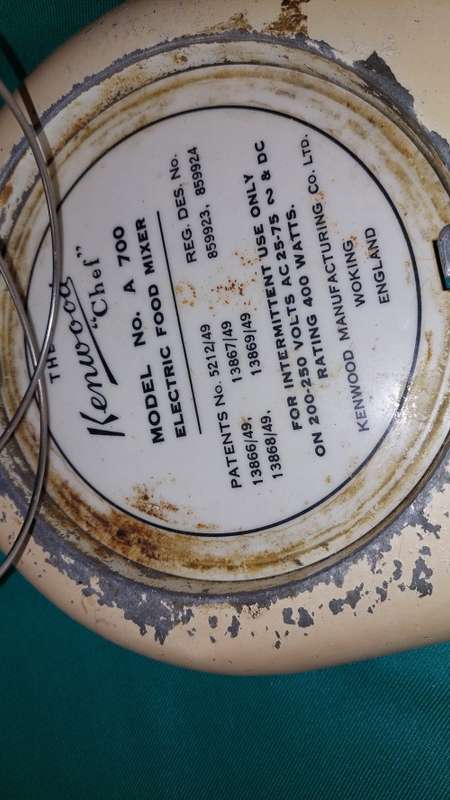 THE
Kenwood
"Chef"
MODEL No. A 700
ELECTRIC FOOD MIXER
PATENTS No. 5212/49 REG. DES. No.
13866/49, 13867/49 859923, 859924
13868/49, 13869/49
FOR INTERMITTENT USE ONLY
ON 200-250 VOLTS AC 25-75 ~ & DC
RATING 400 WATTS.
KENWOOD MANUFACTURING CO. LTD.
WOKING
ENGLAND